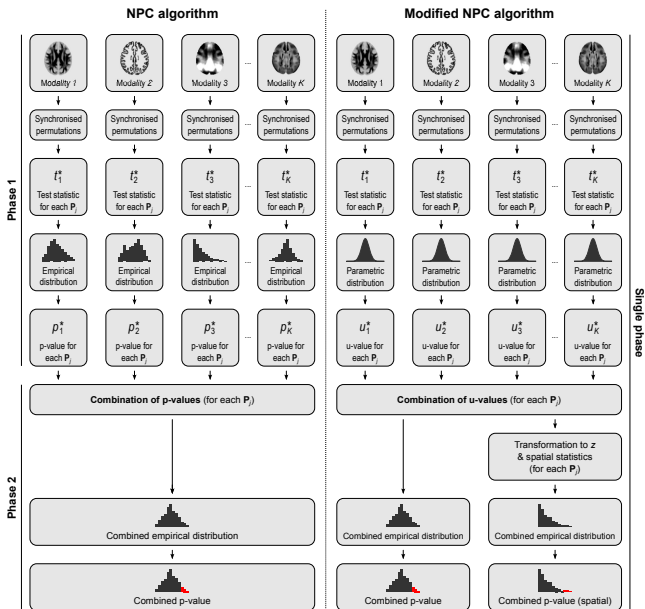 NPC algorithm
Modified NPC algorithm
Modality 1
Modality 2
Modality 3
...
Modality K
Modality 1
Modality 2
Modality 3
...
Modality K
Synchronised
permutations
Synchronised
permutations
Synchronised
permutations
...
Synchronised
permutations
Synchronised
permutations
Synchronised
permutations
Synchronised
permutations
...
Synchronised
permutations
t*1
Test statistic
for each Pj
t*2
Test statistic
for each Pj
t*3
Test statistic
for each Pj
...
t*K
Test statistic
for each Pj
t*1
Test statistic
for each Pj
t*2
Test statistic
for each Pj
t*3
Test statistic
for each Pj
...
t*K
Test statistic
for each Pj
Empirical
distribution
Empirical
distribution
Empirical
distribution
...
Empirical
distribution
Parametric
distribution
Parametric
distribution
Parametric
distribution
...
Parametric
distribution
p*1
p-value for
each Pj
p*2
p-value for
each Pj
p*3
p-value for
each Pj
...
p*K
p-value for
each Pj
u*1
u-value for
each Pj
u*2
u-value for
each Pj
u*3
u-value for
each Pj
...
u*K
u-value for
each Pj
Phase 1
Single phase
Combination of p-values (for each Pj)
Combination of u-values (for each Pj)
Transformation to z
& spatial statistics
(for each Pj)
Phase 2
Combined empirical distribution
Combined empirical distribution
Combined empirical distribution
Combined p-value
Combined p-value
Combined p-value (spatial)